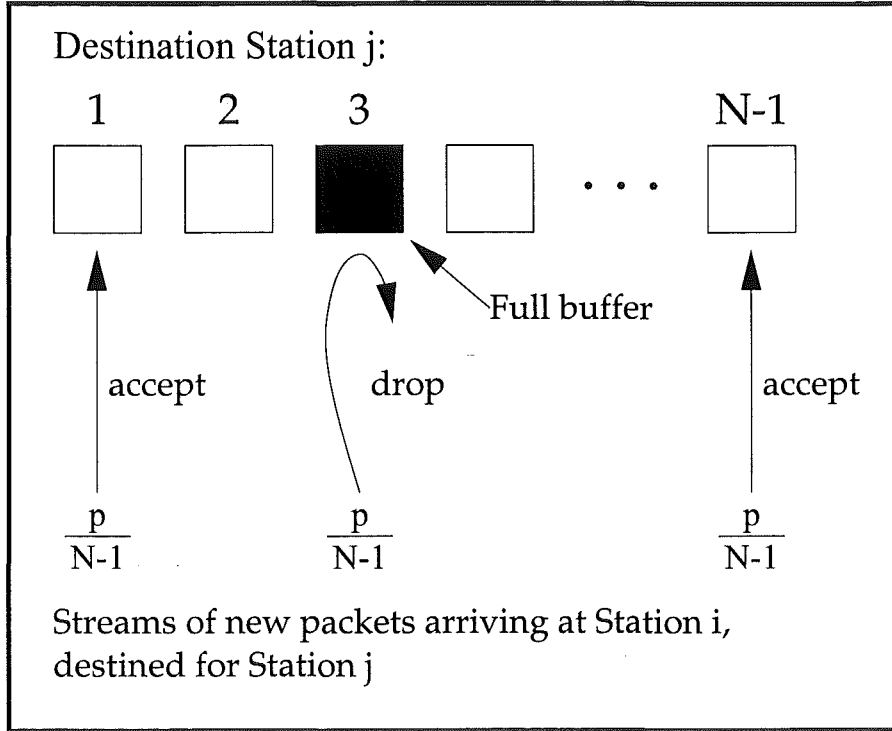 Destination Station j:
1 2 3 N-1
. . .
Full buffer
accept drop accept
p p p
N-1 N-1 N-1
Streams of new packets arriving at Station i,
destined for Station j